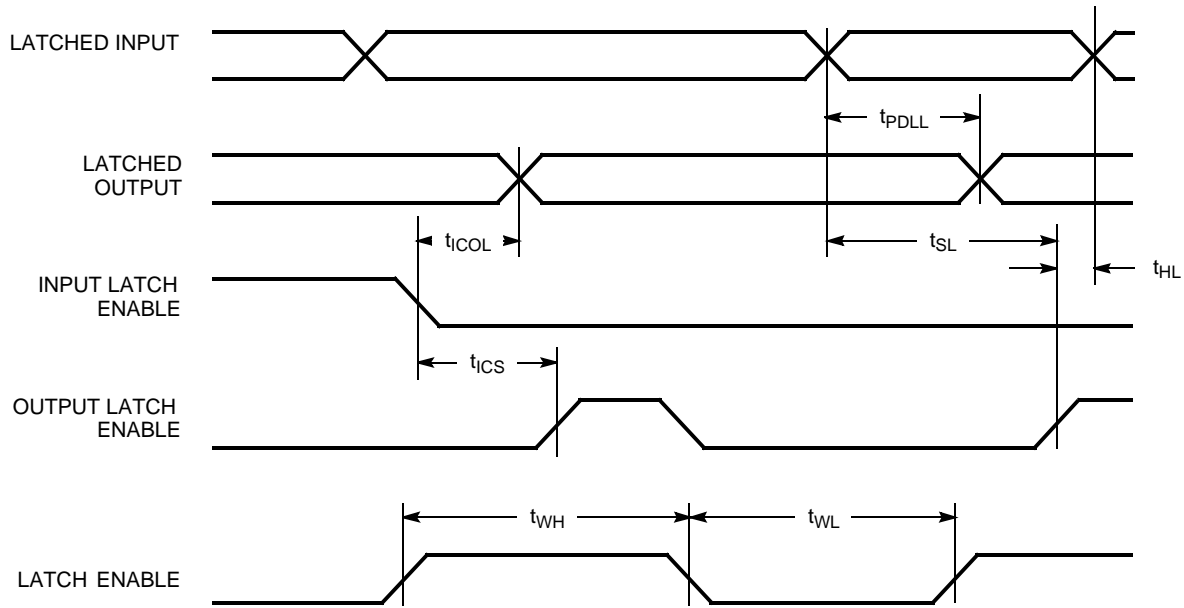 LATCHED INPUT
tPDLL
LATCHED
OUTPUT
tICOL
tSL
tHL
INPUT LATCH
ENABLE
tICS
OUTPUT LATCH
ENABLE
tWH
tWL
LATCH ENABLE